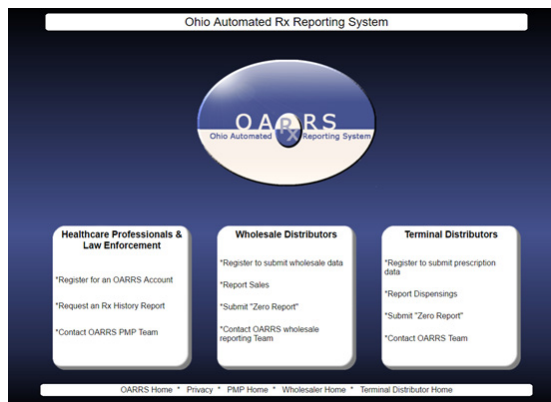 Ohio Automated Rx Reporting System
OARRS
Rx
Ohio Automated Reporting System
Healthcare Professionals &
Law Enforcement
*Register for an OARRS Account
*Request an Rx History Report
*Contact OARRS PMP Team
Wholesale Distributors
*Register to submit wholesale data
*Report Sales
*Submit "Zero Report"
*Contact OARRS wholesale
reporting Team
Terminal Distributors
*Register to submit prescription
data
*Report Dispensings
*Submit "Zero Report"
*Contact OARRS Team
OARRS Home * Privacy * PMP Home * Wholesaler Home * Terminal Distributor Home